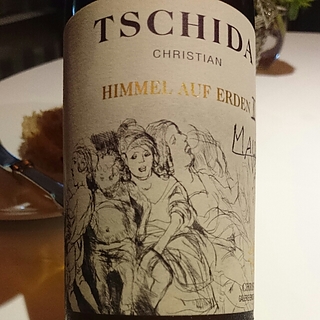 TSCHIDA
CHRISTIAN
HIMMEL AUF ERDEN